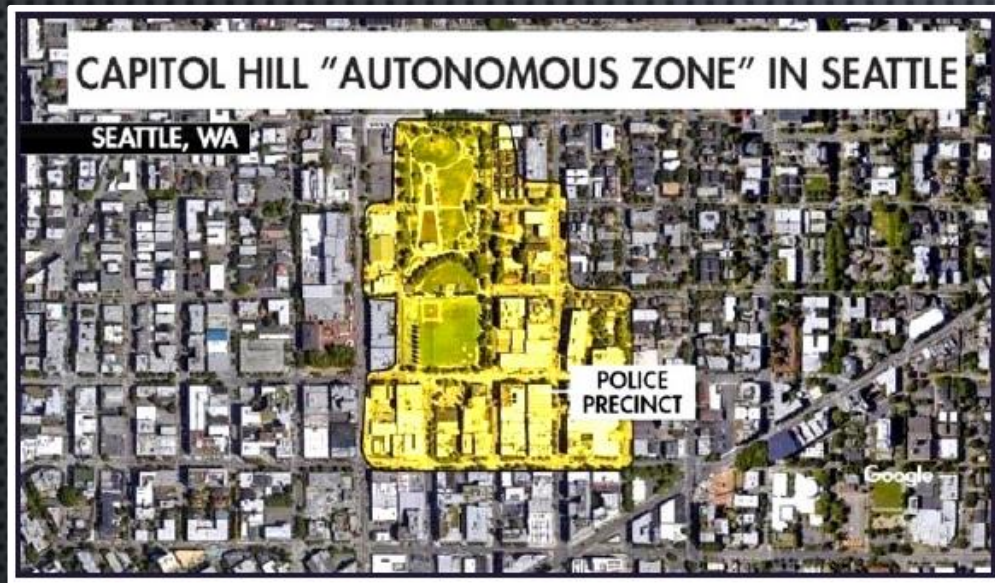 CAPITOL HILL "AUTONOMOUS ZONE" IN SEATTLE
SEATTLE, WA
POLICE
PRECINCT
Google